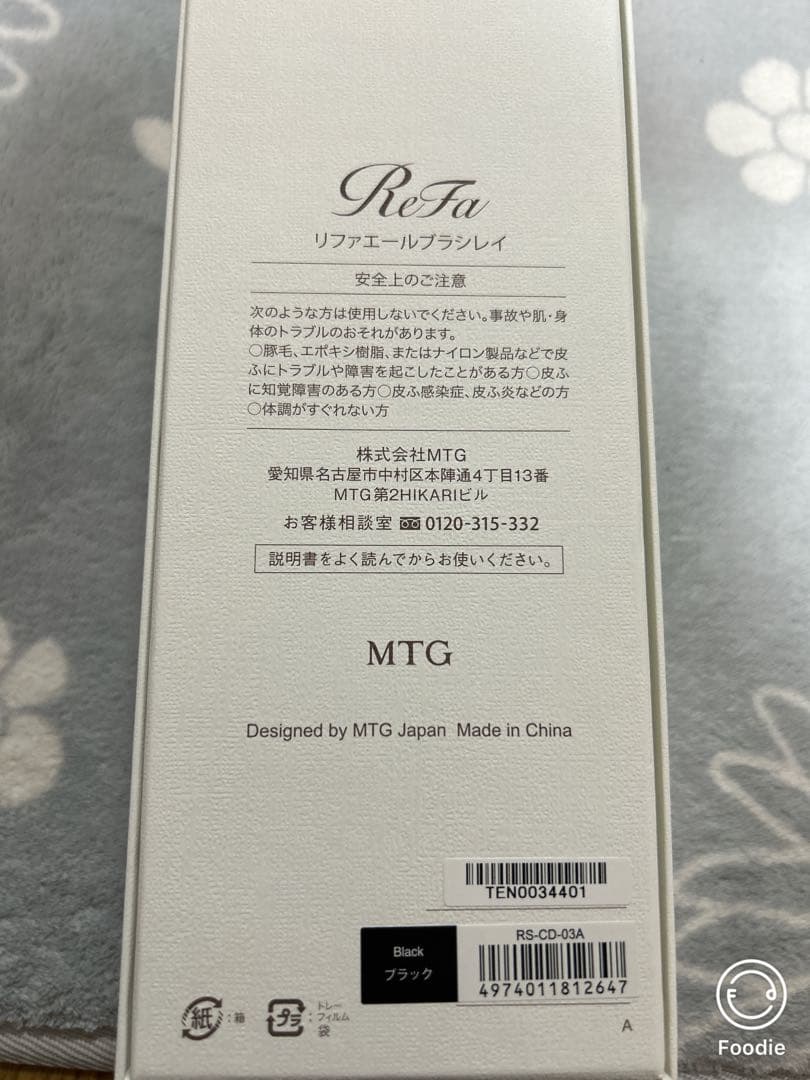 ReFa
リファエールブラシレイ
安全上のご注意
次のような方は使用しないでください。事故や肌・身
体のトラブルのおそれがあります。
○豚毛、エポキシ樹脂、またはナイロン製品などで皮
ふにトラブルや障害を起こしたことがある方○皮ふ
に知覚障害のある方○皮ふ感染症、皮ふ炎などの方
○体調がすぐれない方
株式会社MTG
愛知県名古屋市中村区本陣通4丁目13番
MTG第2HIKARIビル
お客様相談室 0120-315-332
説明書をよく読んでからお使いください。
MTG
Designed by MTG Japan Made in China
TEN0034401
RS-CD-03A
Black
ブラック
4974011812647
紙:箱
プラ:トレー
フィルム
袋
A
Foodie